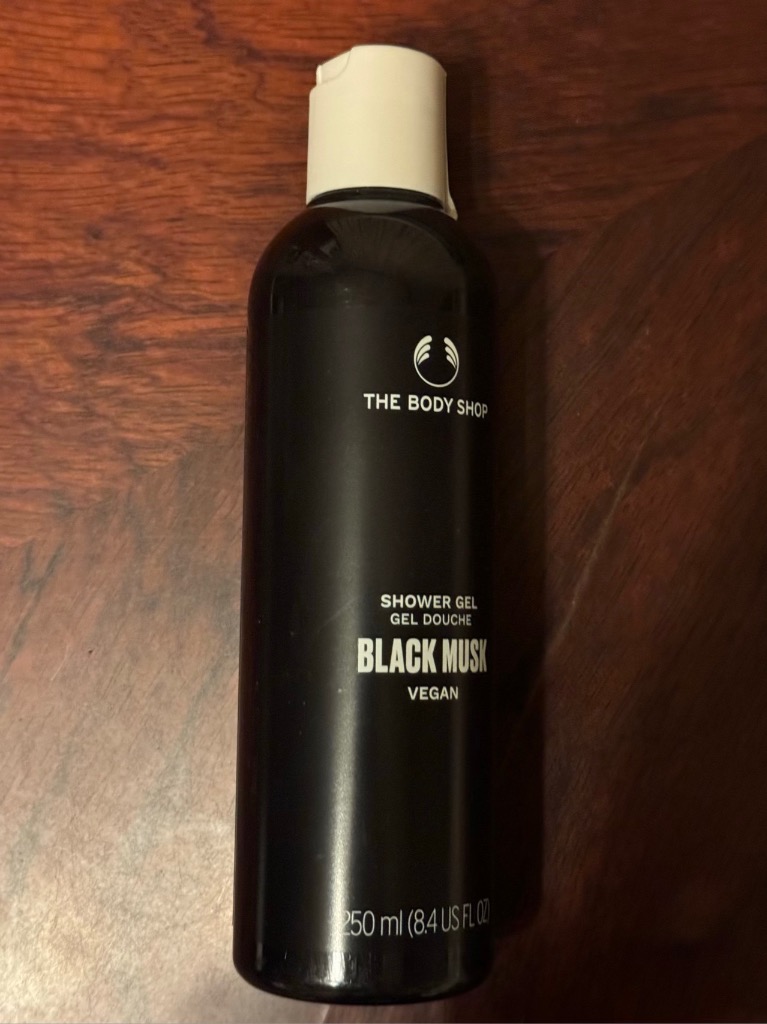 THE BODY SHOP
SHOWER GEL
GEL DOUCHE
BLACK MUSK
VEGAN
250 ml (8.4 US FL OZ)